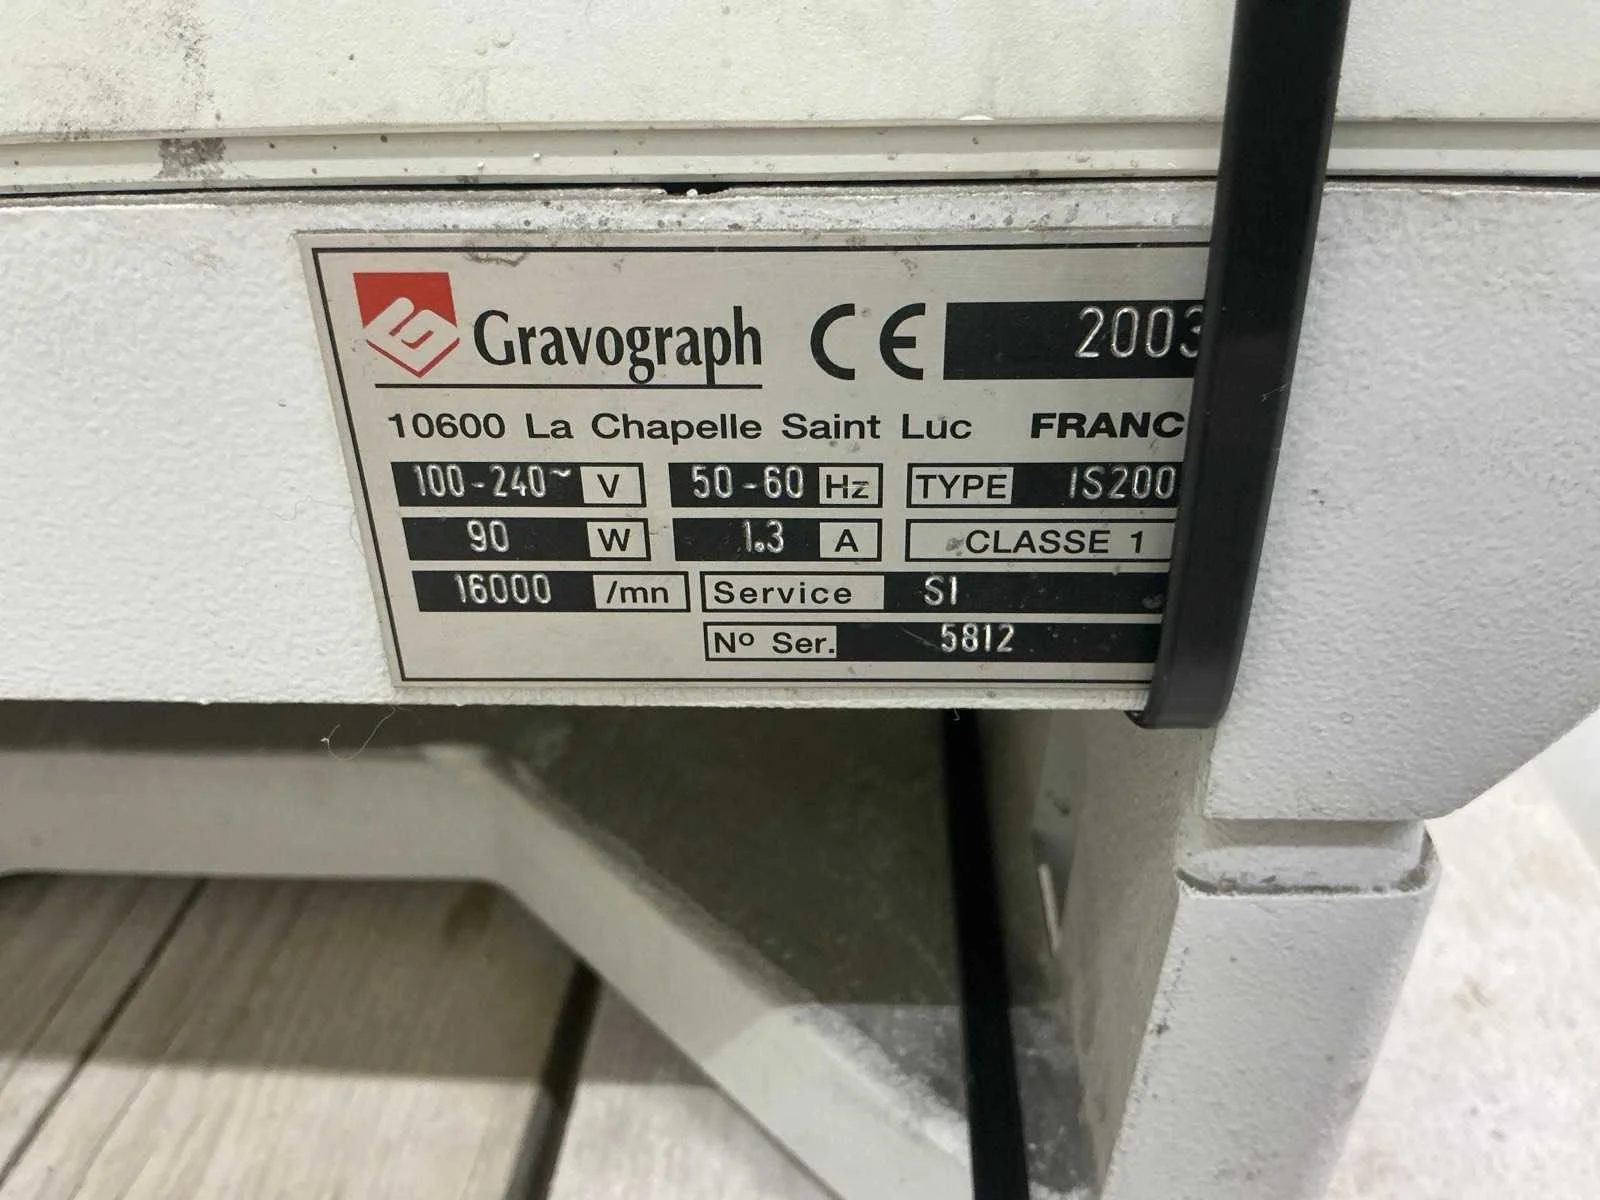 Gravograph CE 2003
10600 La Chapelle Saint Luc FRANC
100-240~ V 50-60 Hz TYPE IS200
90 W 1.3 A CLASSE 1
16000 /mn Service S1
Nº Ser. 5812